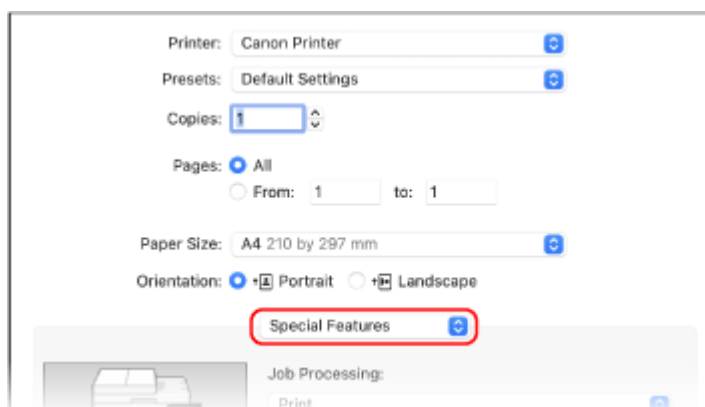 Printer: Canon Printer
Presets: Default Settings
Copies: 1
Pages: All
From: 1 to: 1
Paper Size: A4 210 by 297 mm
Orientation: Portrait Landscape
Special Features
Job Processing:
Print